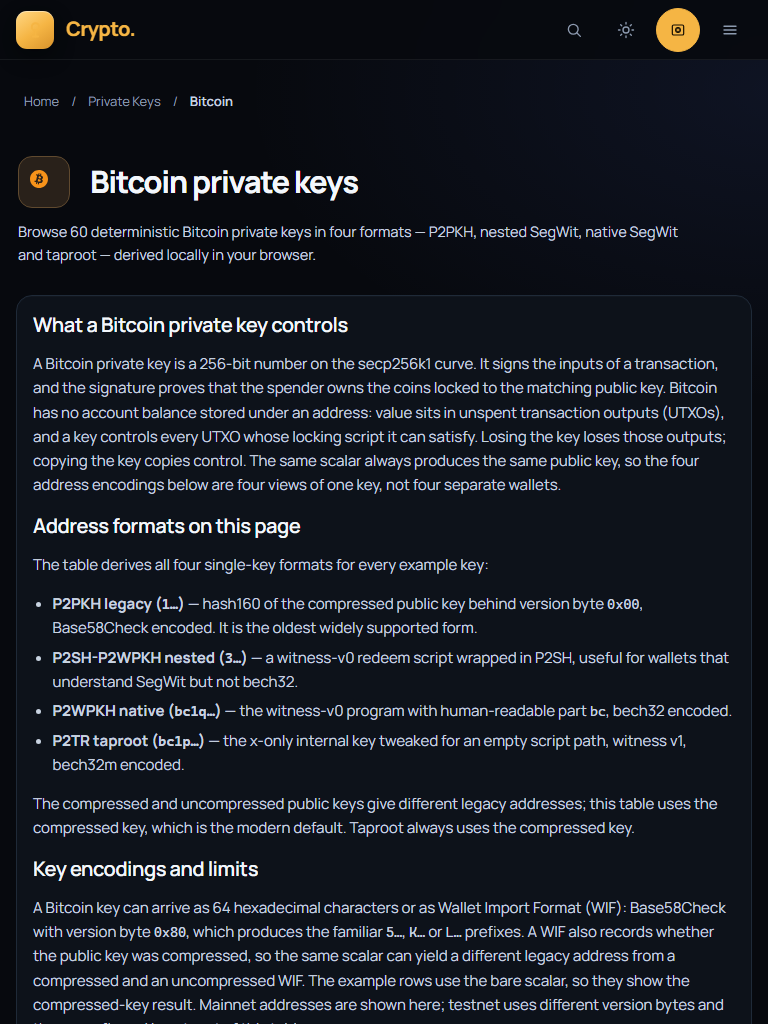 Crypto.
Home / Private Keys / Bitcoin
Bitcoin private keys
Browse 60 deterministic Bitcoin private keys in four formats — P2PKH, nested SegWit, native SegWit
and taproot — derived locally in your browser.
What a Bitcoin private key controls
A Bitcoin private key is a 256-bit number on the secp256k1 curve. It signs the inputs of a transaction,
and the signature proves that the spender owns the coins locked to the matching public key. Bitcoin
has no account balance stored under an address: value sits in unspent transaction outputs (UTXOs),
and a key controls every UTXO whose locking script it can satisfy. Losing the key loses those outputs;
copying the key copies control. The same scalar always produces the same public key, so the four
address encodings below are four views of one key, not four separate wallets.
Address formats on this page
The table derives all four single-key formats for every example key:
• P2PKH legacy (1…) — hash160 of the compressed public key behind version byte 0x00,
Base58Check encoded. It is the oldest widely supported form.
• P2SH-P2WPKH nested (3…) — a witness-v0 redeem script wrapped in P2SH, useful for wallets that
understand SegWit but not bech32.
• P2WPKH native (bc1q…) — the witness-v0 program with human-readable part bc, bech32 encoded.
• P2TR taproot (bc1p…) — the x-only internal key tweaked for an empty script path, witness v1,
bech32m encoded.
The compressed and uncompressed public keys give different legacy addresses; this table uses the
compressed key, which is the modern default. Taproot always uses the compressed key.
Key encodings and limits
A Bitcoin key can arrive as 64 hexadecimal characters or as Wallet Import Format (WIF): Base58Check
with version byte 0x80, which produces the familiar 5…, K… or L… prefixes. A WIF also records whether
the public key was compressed, so the same scalar can yield a different legacy address from a
compressed and an uncompressed WIF. The example rows use the bare scalar, so they show the
compressed-key result. Mainnet addresses are shown here; testnet uses different version bytes and